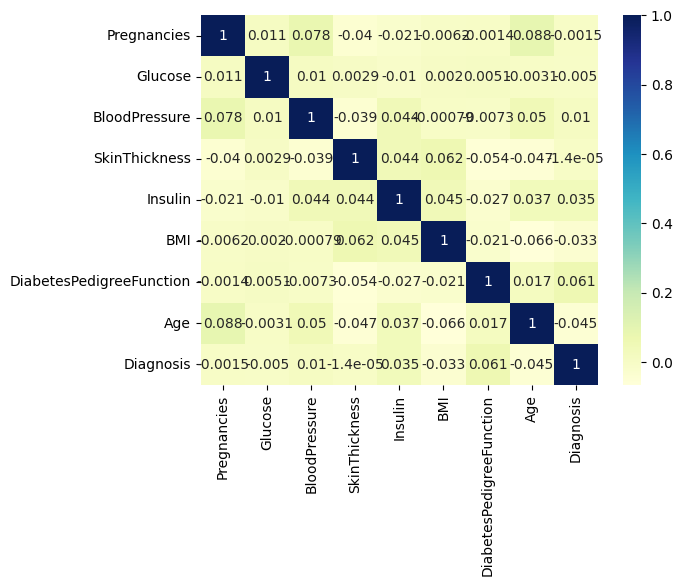 Pregnancies 1 0.011 0.078 -0.04 -0.021 -0.0062 -0.0014 0.088 -0.0015
Glucose 0.011 1 0.01 0.0029 -0.01 0.002 0.0051 -0.0031 -0.005
BloodPressure 0.078 0.01 1 -0.039 0.044 -0.00079 -0.0073 0.05 0.01
SkinThickness -0.04 0.0029 -0.039 1 0.044 0.062 -0.054 -0.047 -1.4e-05
Insulin -0.021 -0.01 0.044 0.044 1 0.045 -0.027 0.037 0.035
BMI -0.0062 0.002 -0.00079 0.062 0.045 1 -0.021 -0.066 -0.033
DiabetesPedigreeFunction -0.0014 0.0051 -0.0073 -0.054 -0.027 -0.021 1 0.017 0.061
Age 0.088 -0.0031 0.05 -0.047 0.037 -0.066 0.017 1 -0.045
Diagnosis -0.0015 -0.005 0.01 -1.4e-05 0.035 -0.033 0.061 -0.045 1
Pregnancies
Glucose
BloodPressure
SkinThickness
Insulin
BMI
DiabetesPedigreeFunction
Age
Diagnosis
1.0
0.8
0.6
0.4
0.2
0.0